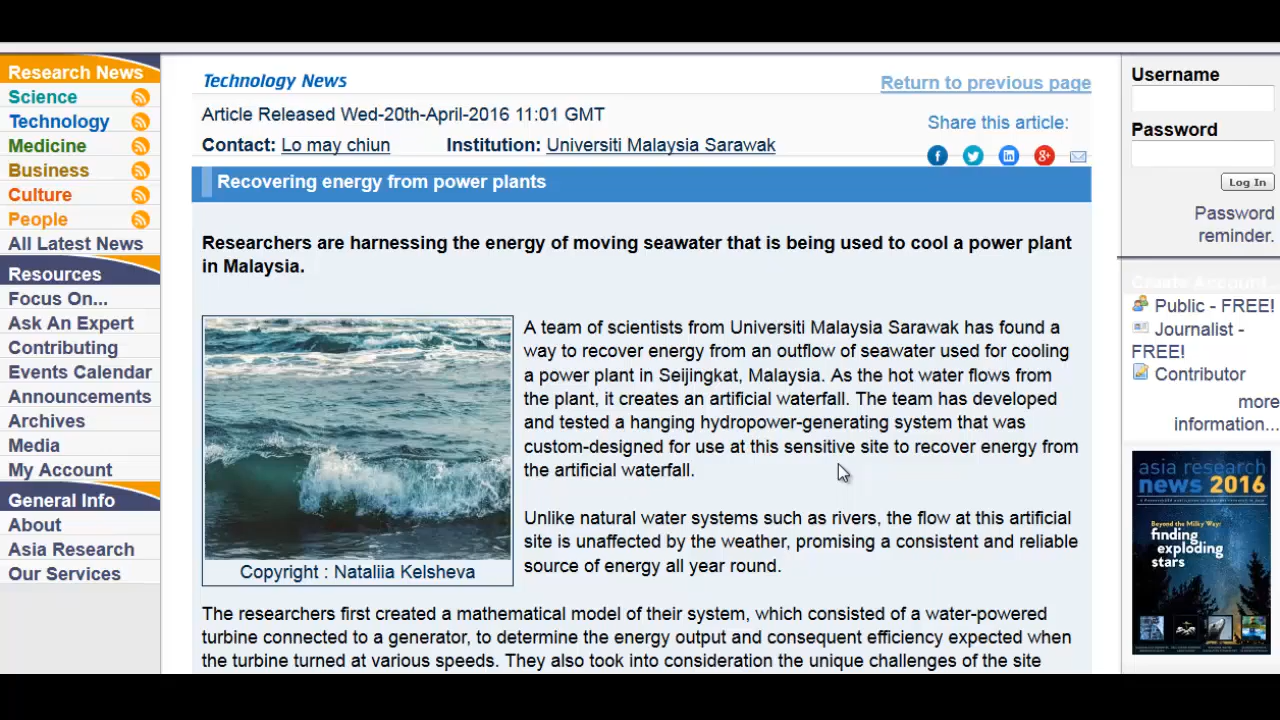 Research News
Science
Technology
Medicine
Business
Culture
People
All Latest News
Resources
Focus On...
Ask An Expert
Contributing
Events Calendar
Announcements
Archives
Media
My Account
General Info
About
Asia Research
Our Services
Technology News
Return to previous page
Article Released Wed-20th-April-2016 11:01 GMT
Share this article:
Contact: Lo may chiun Institution: Universiti Malaysia Sarawak
Recovering energy from power plants
Researchers are harnessing the energy of moving seawater that is being used to cool a power plant
in Malaysia.
A team of scientists from Universiti Malaysia Sarawak has found a
way to recover energy from an outflow of seawater used for cooling
a power plant in Seijingkat, Malaysia. As the hot water flows from
the plant, it creates an artificial waterfall. The team has developed
and tested a hanging hydropower-generating system that was
custom-designed for use at this sensitive site to recover energy from
the artificial waterfall.
Unlike natural water systems such as rivers, the flow at this artificial
site is unaffected by the weather, promising a consistent and reliable
source of energy all year round.
Copyright : Nataliia Kelsheva
The researchers first created a mathematical model of their system, which consisted of a water-powered
turbine connected to a generator, to determine the energy output and consequent efficiency expected when
the turbine turned at various speeds. They also took into consideration the unique challenges of the site
Username
Password
Log In
Password
reminder.
Create Account...
Public - FREE!
Journalist -
FREE!
Contributor
more
information...
asia research
news 2016
Beyond the Milky Way:
finding
exploding
stars